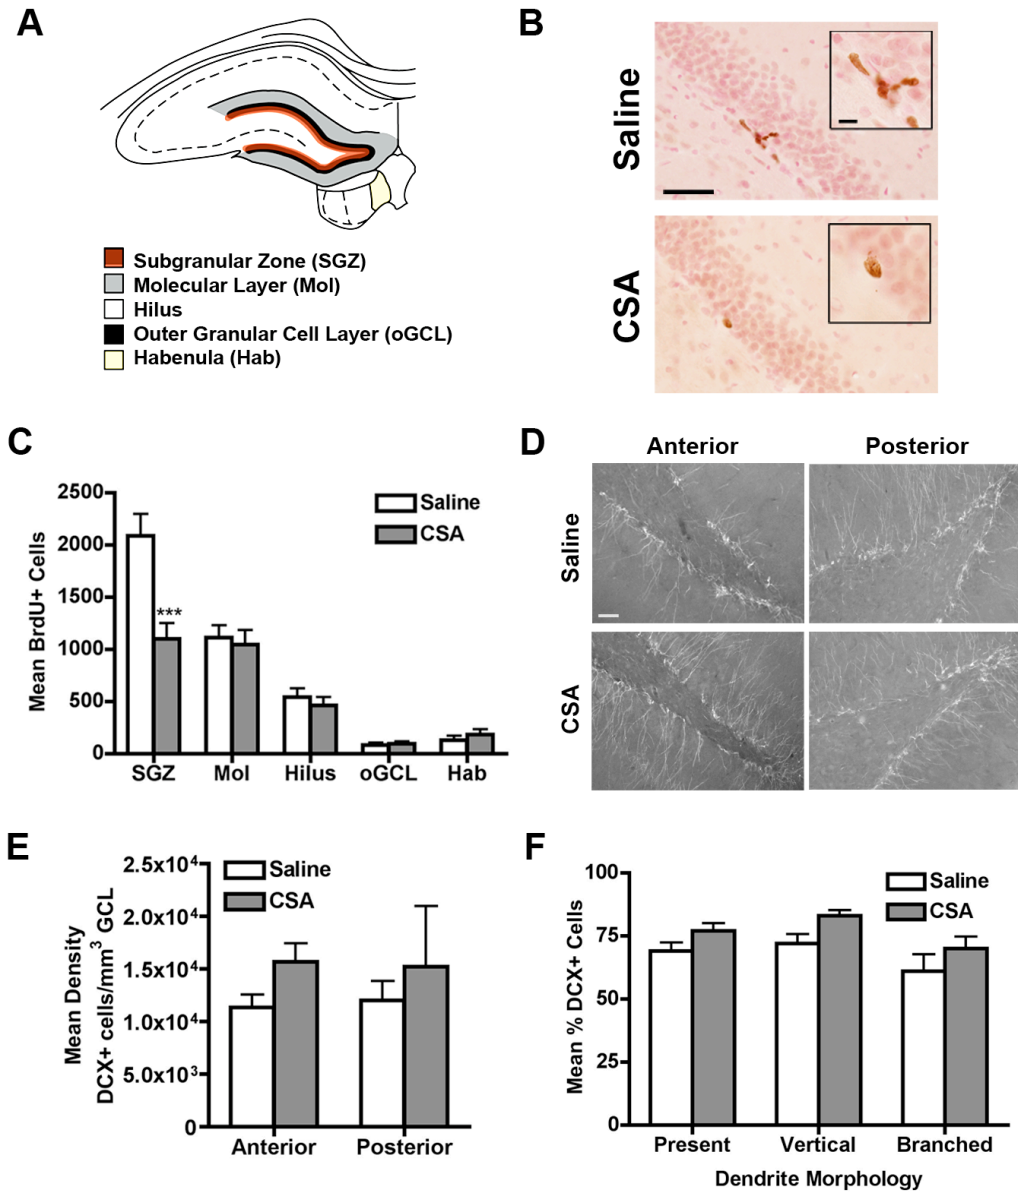 A
Subgranular Zone (SGZ)
Molecular Layer (Mol)
Hilus
Outer Granular Cell Layer (oGCL)
Habenula (Hab)
B
Saline
CSA
C
Mean BrdU+ Cells
2500
2000
1500
1000
500
0
Saline
CSA
***
SGZ Mol Hilus oGCL Hab
D
Anterior Posterior
Saline
CSA
E
Mean Density
DCX+ cells/mm³ GCL
2.5x10⁴
2.0x10⁴
1.5x10⁴
1.0x10⁴
5.0x10³
0
Saline
CSA
Anterior Posterior
F
Mean % DCX+ Cells
100
75
50
25
0
Saline
CSA
Present Vertical Branched
Dendrite Morphology